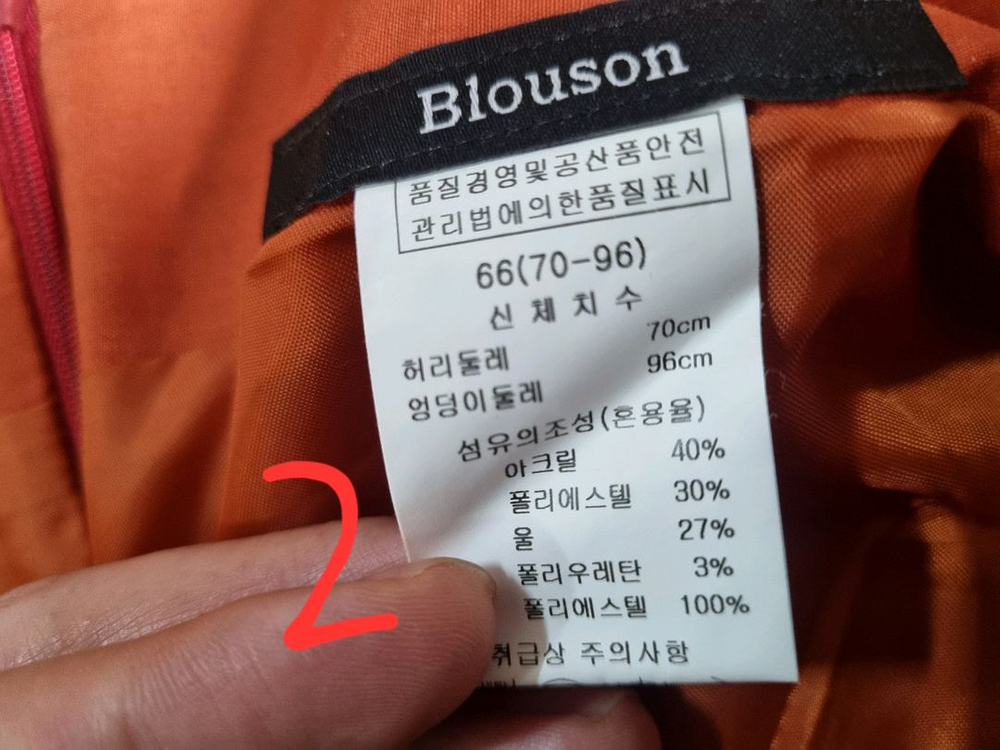 Blouson
품질경영및공산품안전
관리법에의한품질표시
66(70-96)
신체치수
허리둘레 70cm
엉덩이둘레 96cm
섬유의조성(혼용율)
아크릴 40%
폴리에스텔 30%
울 27%
폴리우레탄 3%
폴리에스텔 100%
취급상 주의사항
2